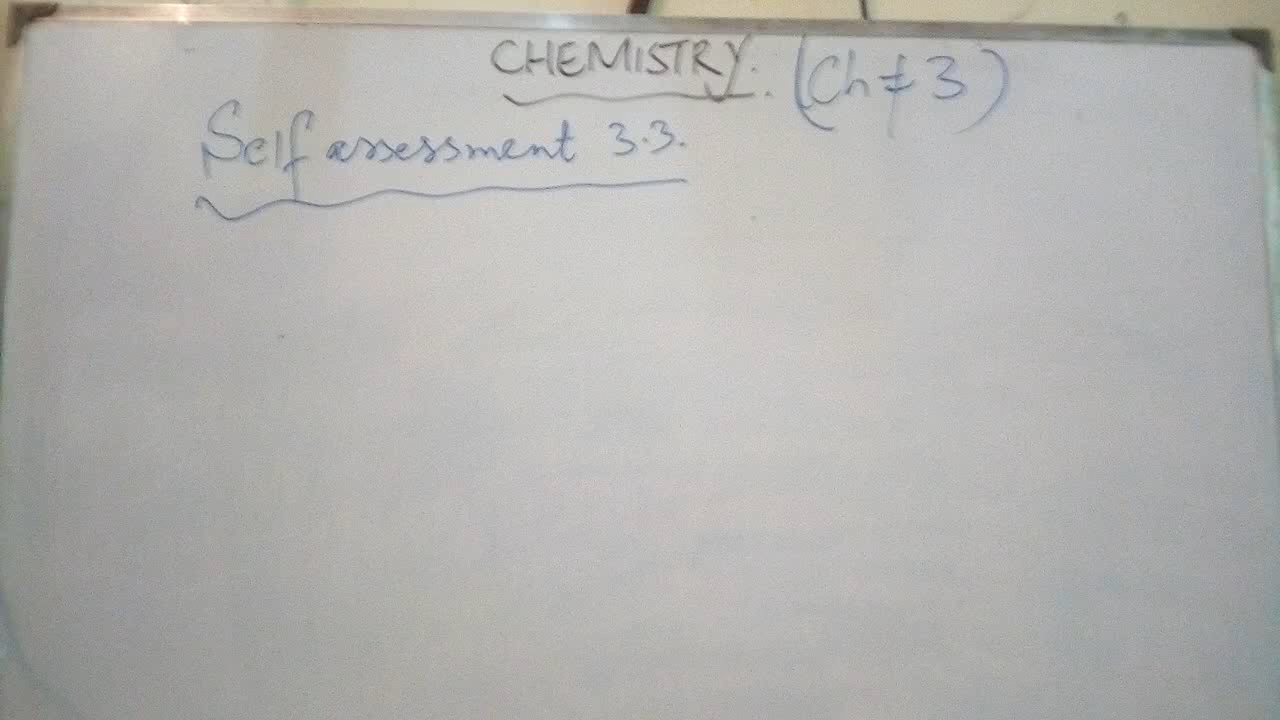 CHEMISTRY. (Ch # 3)
Self assessment 3.3.